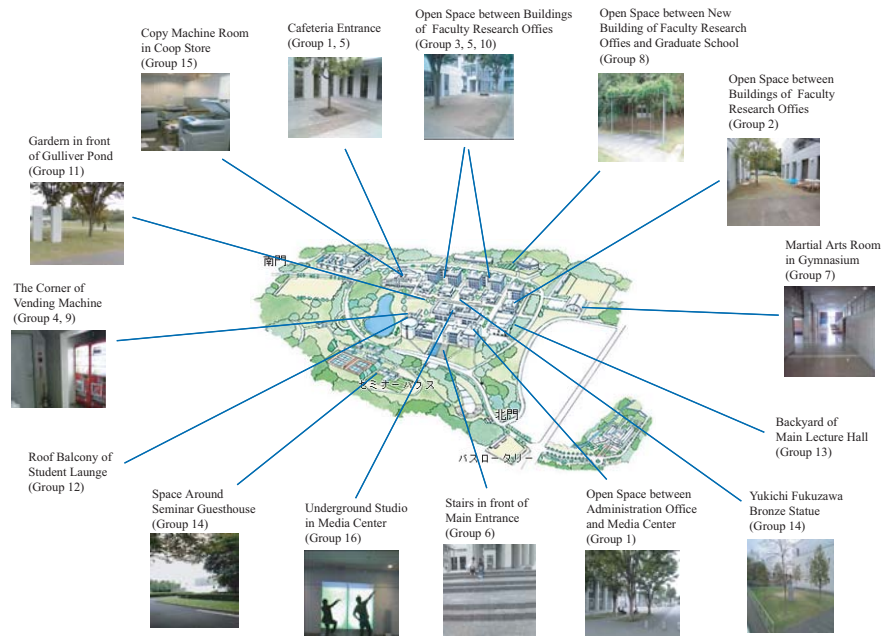 Copy Machine Room
in Coop Store
(Group 15)
Cafeteria Entrance
(Group 1, 5)
Open Space between Buildings
of Faculty Research Offies
(Group 3, 5, 10)
Open Space between New
Building of Faculty Research
Offies and Graduate School
(Group 8)
Open Space between
Buildings of Faculty
Research Offies
(Group 2)
Gardern in front
of Gulliver Pond
(Group 11)
Martial Arts Room
in Gymnasium
(Group 7)
The Corner of
Vending Machine
(Group 4, 9)
南門
セミナーハウス
北門
バスロータリー
Backyard of
Main Lecture Hall
(Group 13)
Roof Balcony of
Student Launge
(Group 12)
Space Around
Seminar Guesthouse
(Group 14)
Underground Studio
in Media Center
(Group 16)
Stairs in front of
Main Entrance
(Group 6)
Open Space between
Administration Office
and Media Center
(Group 1)
Yukichi Fukuzawa
Bronze Statue
(Group 14)